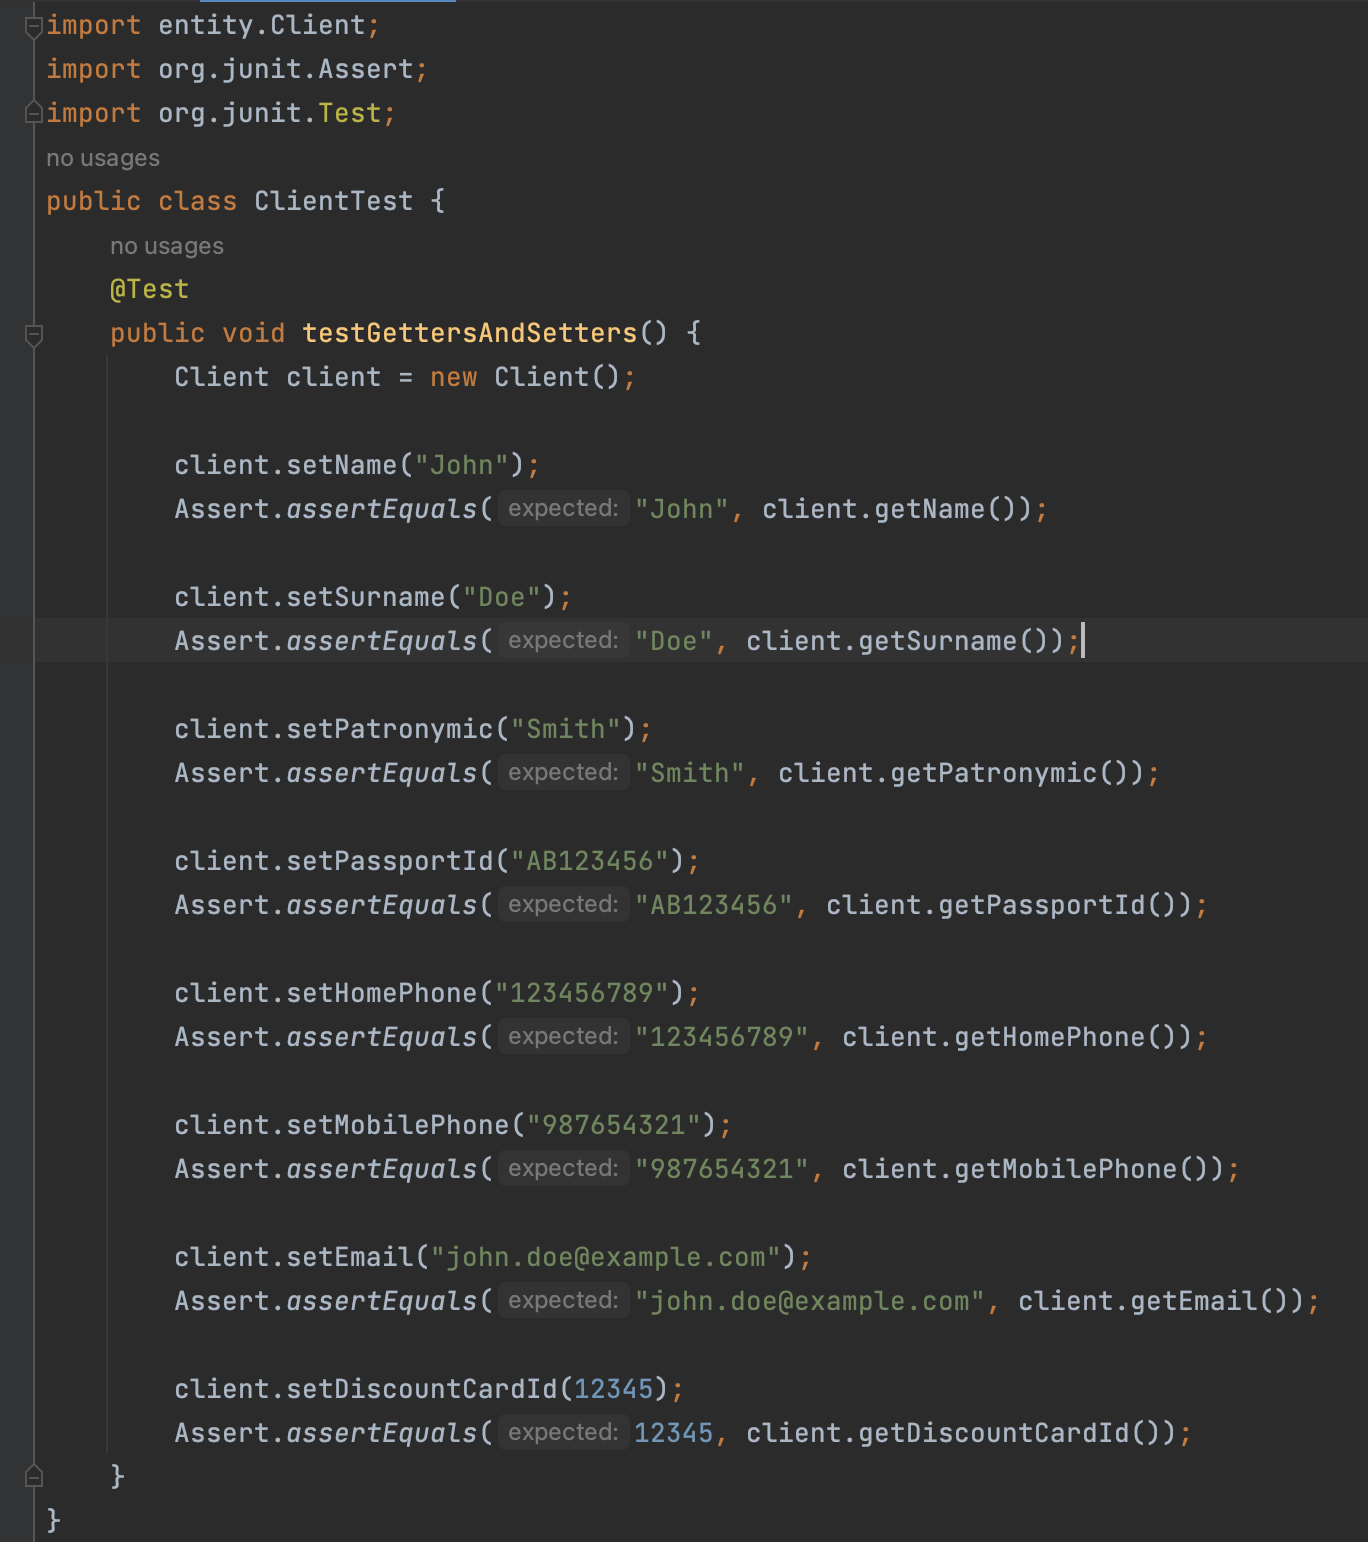 import entity.Client;
import org.junit.Assert;
import org.junit.Test;
no usages
public class ClientTest {
no usages
@Test
public void testGettersAndSetters() {
Client client = new Client();
client.setName("John");
Assert.assertEquals( expected: "John", client.getName());
client.setSurname("Doe");
Assert.assertEquals( expected: "Doe", client.getSurname());
client.setPatronymic("Smith");
Assert.assertEquals( expected: "Smith", client.getPatronymic());
client.setPassportId("AB123456");
Assert.assertEquals( expected: "AB123456", client.getPassportId());
client.setHomePhone("123456789");
Assert.assertEquals( expected: "123456789", client.getHomePhone());
client.setMobilePhone("987654321");
Assert.assertEquals( expected: "987654321", client.getMobilePhone());
client.setEmail("john.doe@example.com");
Assert.assertEquals( expected: "john.doe@example.com", client.getEmail());
client.setDiscountCardId(12345);
Assert.assertEquals( expected: 12345, client.getDiscountCardId());
}
}